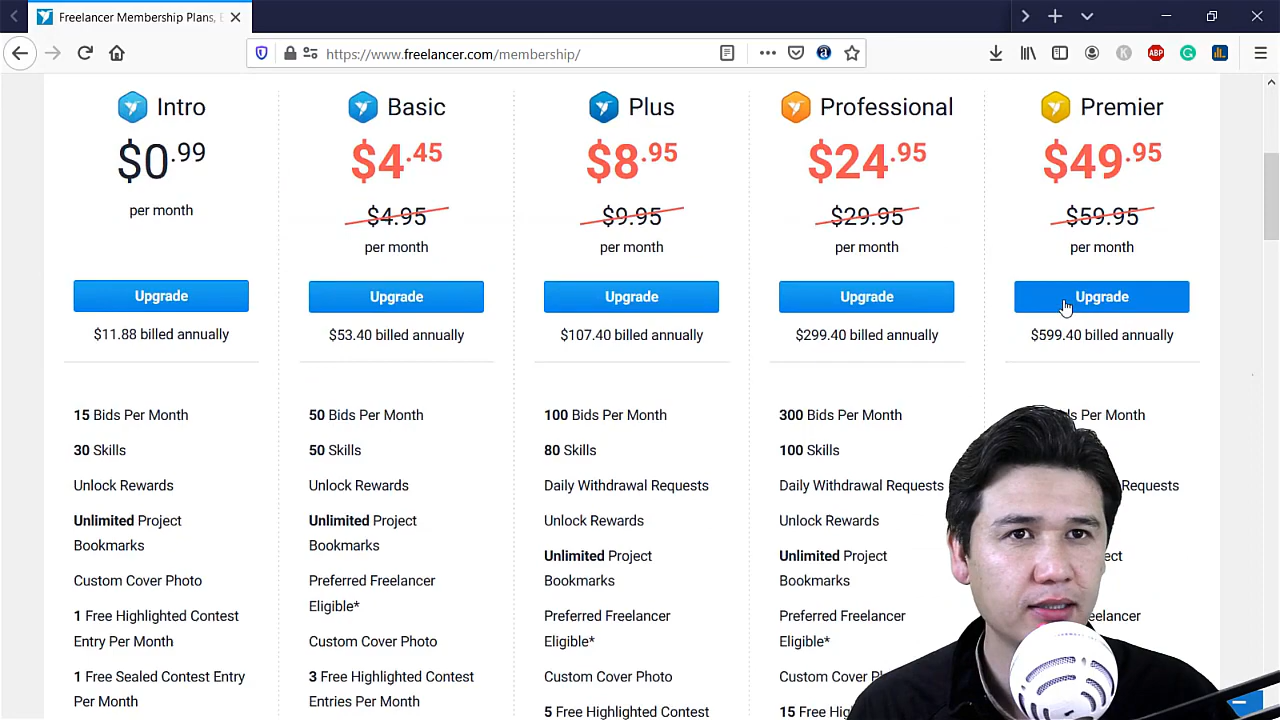 Freelancer Membership Plans,
https://www.freelancer.com/membership/
ABP
Intro
$0.99
per month
Upgrade
$11.88 billed annually
15 Bids Per Month
30 Skills
Unlock Rewards
Unlimited Project
Bookmarks
Custom Cover Photo
1 Free Highlighted Contest
Entry Per Month
1 Free Sealed Contest Entry
Per Month
Basic
$4.45
$4.95
per month
Upgrade
$53.40 billed annually
50 Bids Per Month
50 Skills
Unlock Rewards
Unlimited Project
Bookmarks
Preferred Freelancer
Eligible*
Custom Cover Photo
3 Free Highlighted Contest
Entries Per Month
Plus
$8.95
$9.95
per month
Upgrade
$107.40 billed annually
100 Bids Per Month
80 Skills
Daily Withdrawal Requests
Unlock Rewards
Unlimited Project
Bookmarks
Preferred Freelancer
Eligible*
Custom Cover Photo
5 Free Highlighted Contest
Professional
$24.95
$29.95
per month
Upgrade
$299.40 billed annually
300 Bids Per Month
100 Skills
Daily Withdrawal Requests
Unlock Rewards
Unlimited Project
Bookmarks
Preferred Freelancer
Eligible*
Custom Cover
15 Free
Premier
$49.95
$59.95
per month
Upgrade
$599.40 billed annually
Per Month
Requests